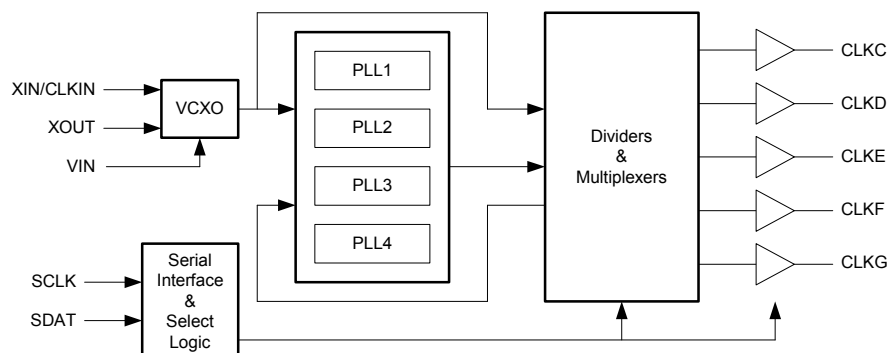 XIN/CLKIN
XOUT
VIN
VCXO
PLL1
PLL2
PLL3
PLL4
Dividers
&
Multiplexers
CLKC
CLKD
CLKE
CLKF
CLKG
SCLK
SDAT
Serial
Interface
&
Select
Logic